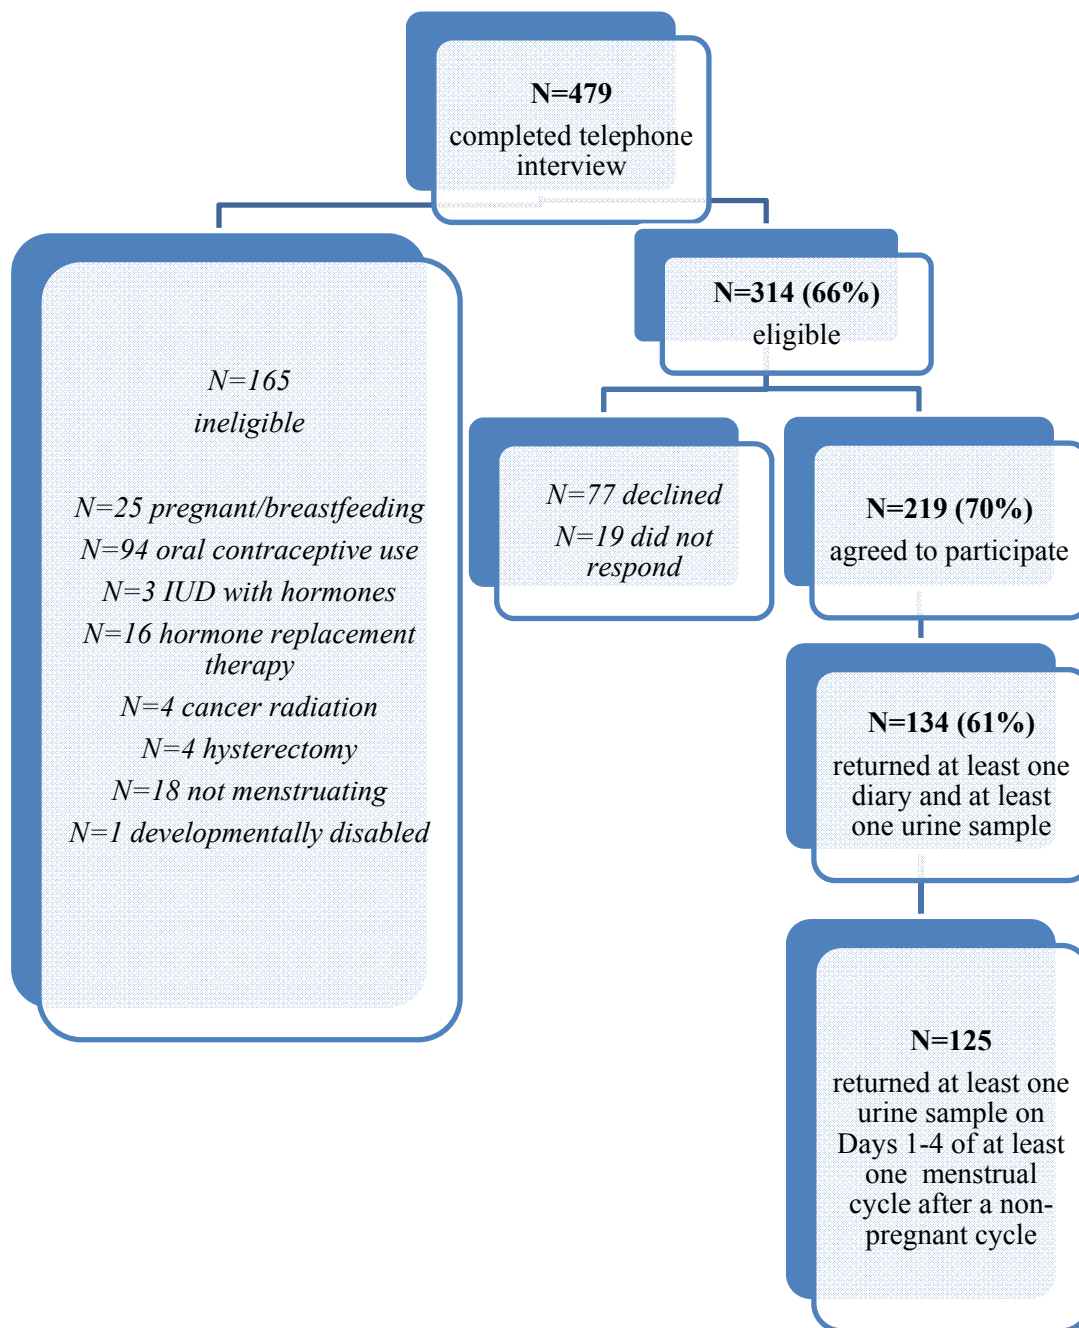 N=479
completed telephone
interview
N=314 (66%)
eligible
N=165
ineligible
N=25 pregnant/breastfeeding
N=94 oral contraceptive use
N=3 IUD with hormones
N=16 hormone replacement
therapy
N=4 cancer radiation
N=4 hysterectomy
N=18 not menstruating
N=1 developmentally disabled
N=77 declined
N=19 did not
respond
N=219 (70%)
agreed to participate
N=134 (61%)
returned at least one
diary and at least
one urine sample
N=125
returned at least one
urine sample on
Days 1-4 of at least
one menstrual
cycle after a non-
pregnant cycle